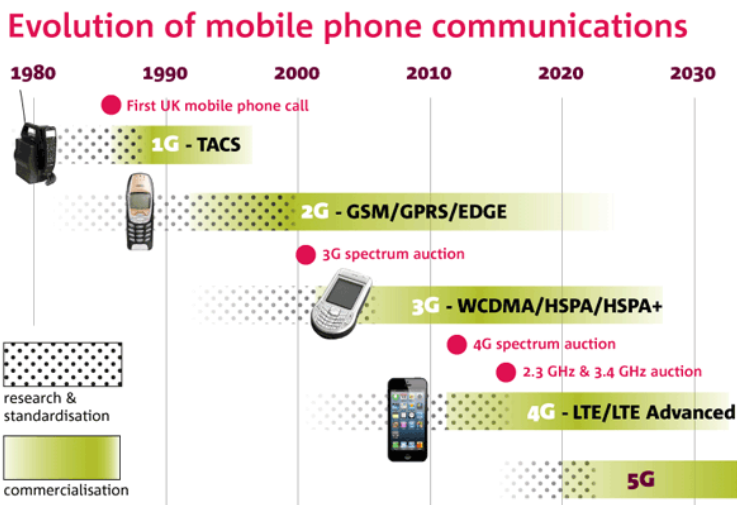 Evolution of mobile phone communications
1980 1990 2000 2010 2020 2030
First UK mobile phone call
1G - TACS
2G - GSM/GPRS/EDGE
3G spectrum auction
3G - WCDMA/HSPA/HSPA+
4G spectrum auction
2.3 GHz & 3.4 GHz auction
research &
standardisation
4G - LTE/LTE Advanced
5G
commercialisation